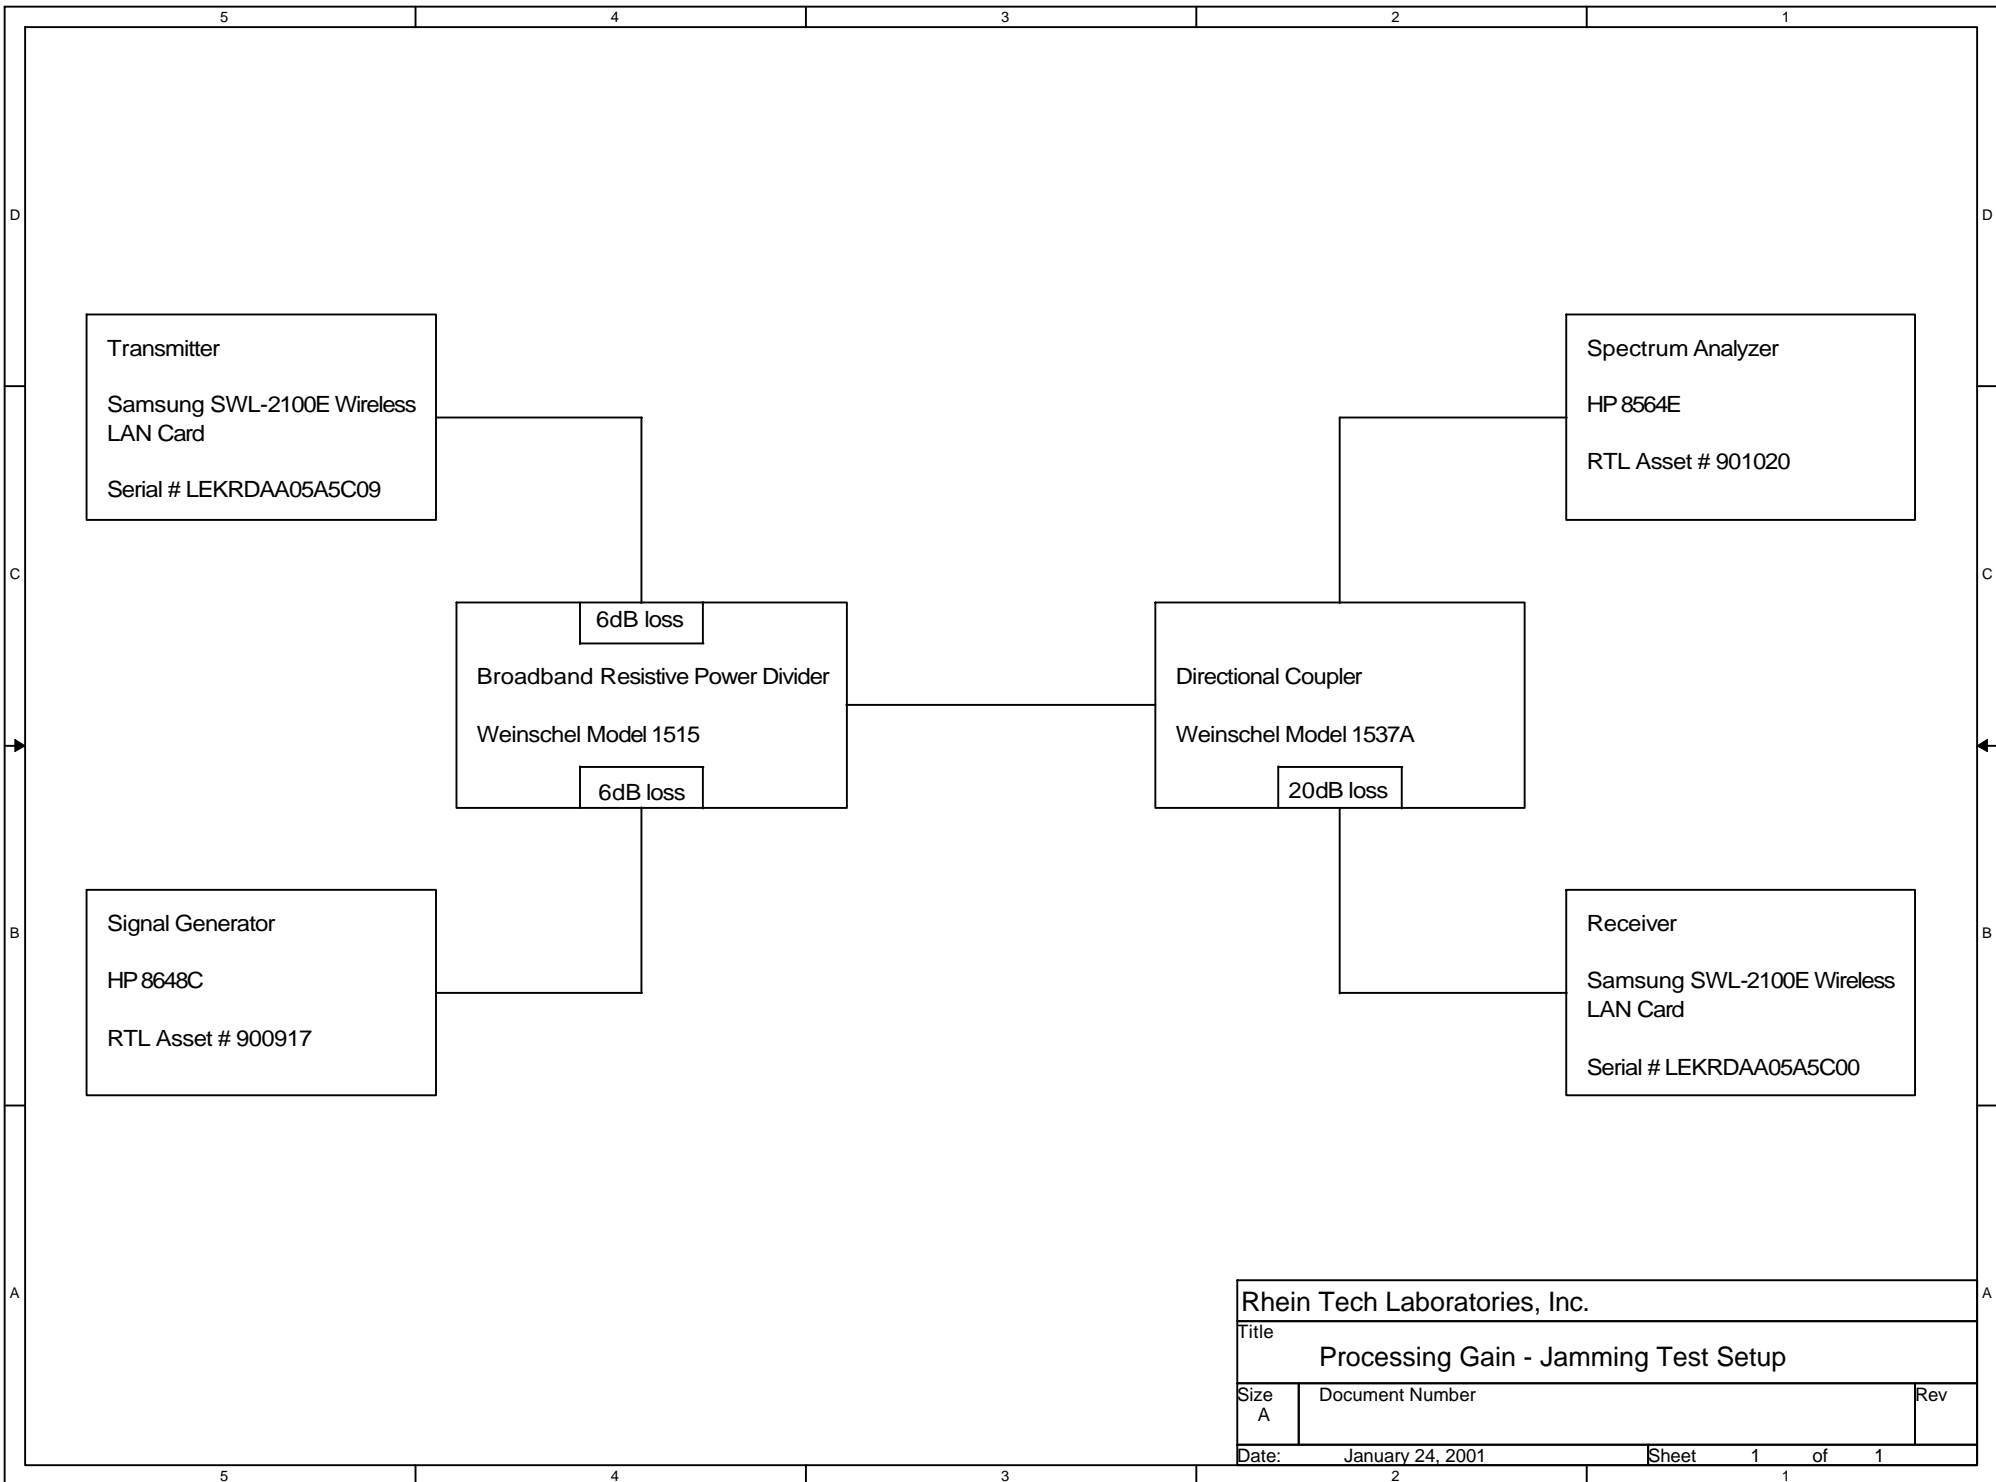 5 4 3 2 1
D D
Transmitter
Samsung SWL-2100E Wireless
LAN Card
Serial # LEKRDAA05A5C09
Spectrum Analyzer
HP 8564E
RTL Asset # 901020
C C
6dB loss
Broadband Resistive Power Divider
Weinschel Model 1515
6dB loss
Directional Coupler
Weinschel Model 1537A
20dB loss
B B
Signal Generator
HP 8648C
RTL Asset # 900917
Receiver
Samsung SWL-2100E Wireless
LAN Card
Serial # LEKRDAA05A5C00
A A
Rhein Tech Laboratories, Inc.
Title
Processing Gain - Jamming Test Setup
Size
A
Document Number
Rev
Date: January 24, 2001
Sheet 1 of 1
5 4 3 2 1